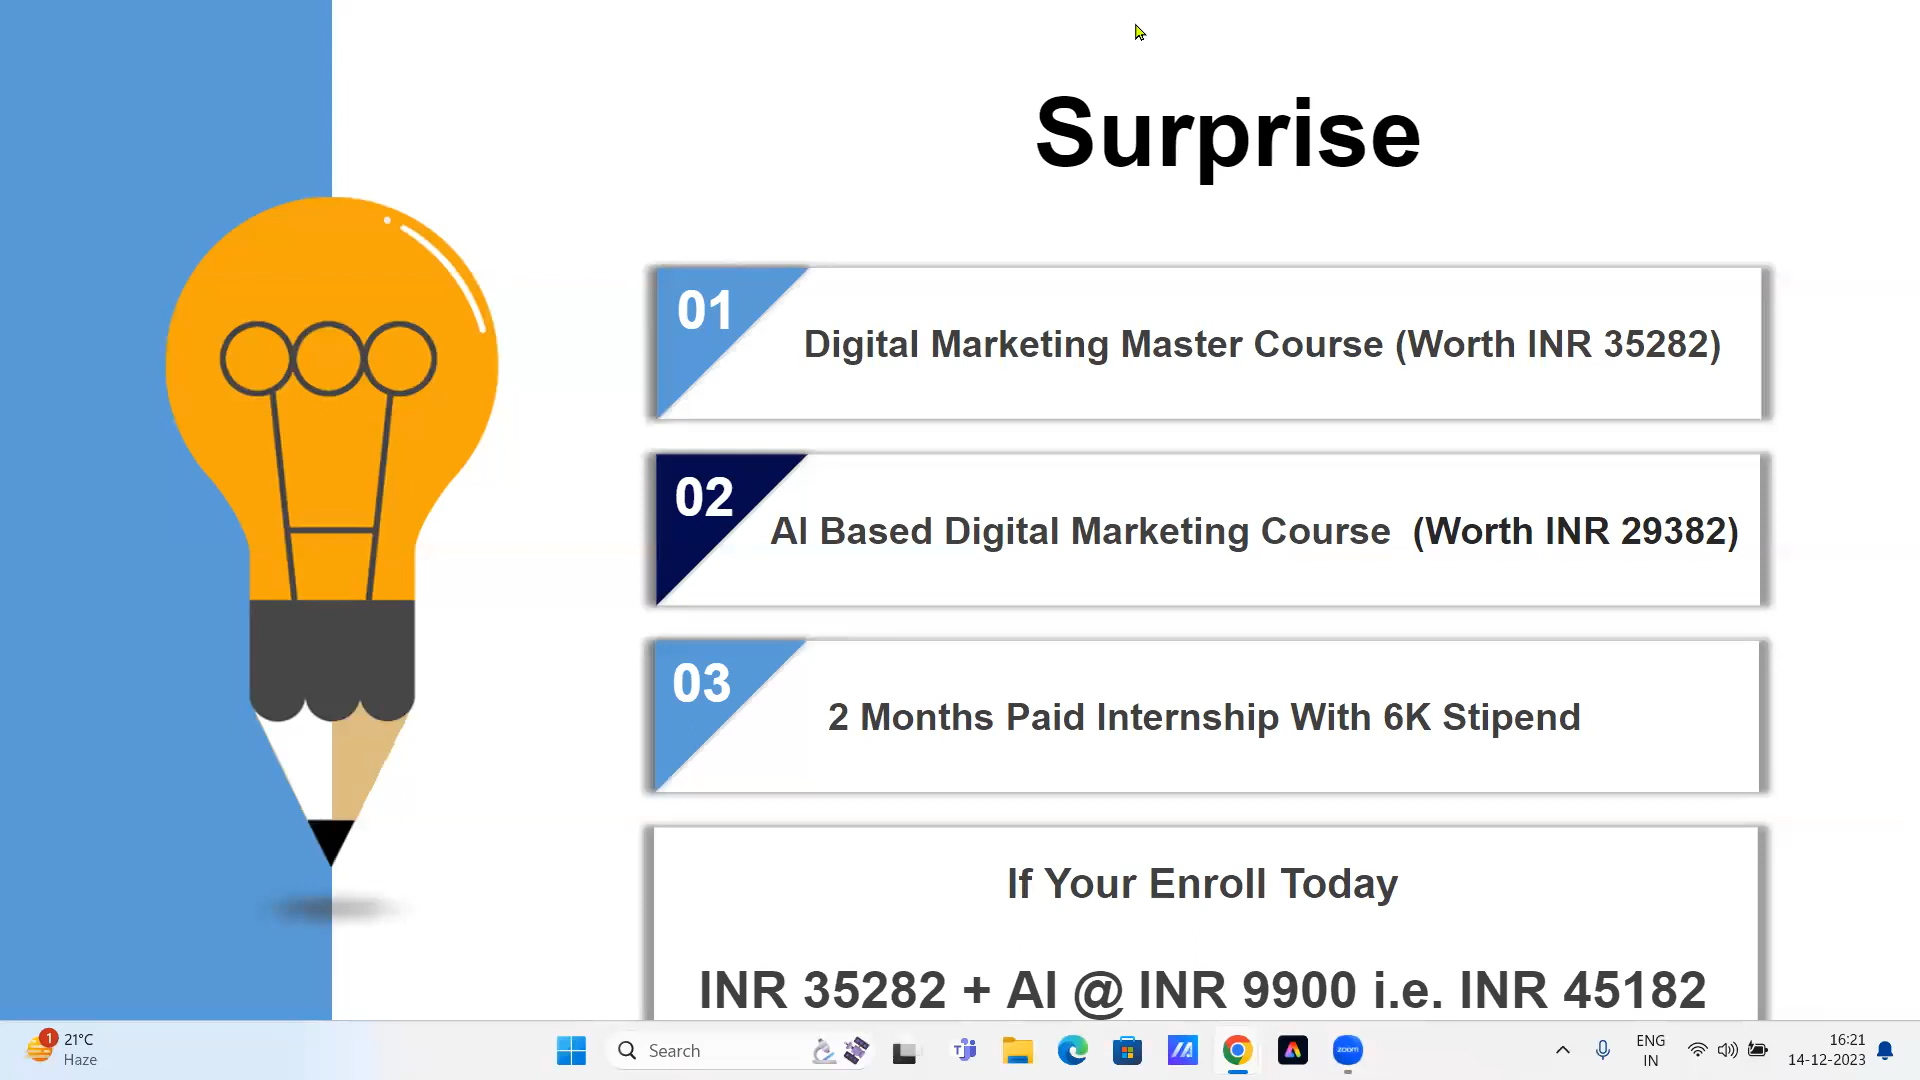 Surprise
01
Digital Marketing Master Course (Worth INR 35282)
02
AI Based Digital Marketing Course (Worth INR 29382)
03
2 Months Paid Internship With 6K Stipend
If Your Enroll Today
INR 35282 + AI @ INR 9900 i.e. INR 45182
1
21°C
Haze
Search
zoom
ENG
IN
16:21
14-12-2023